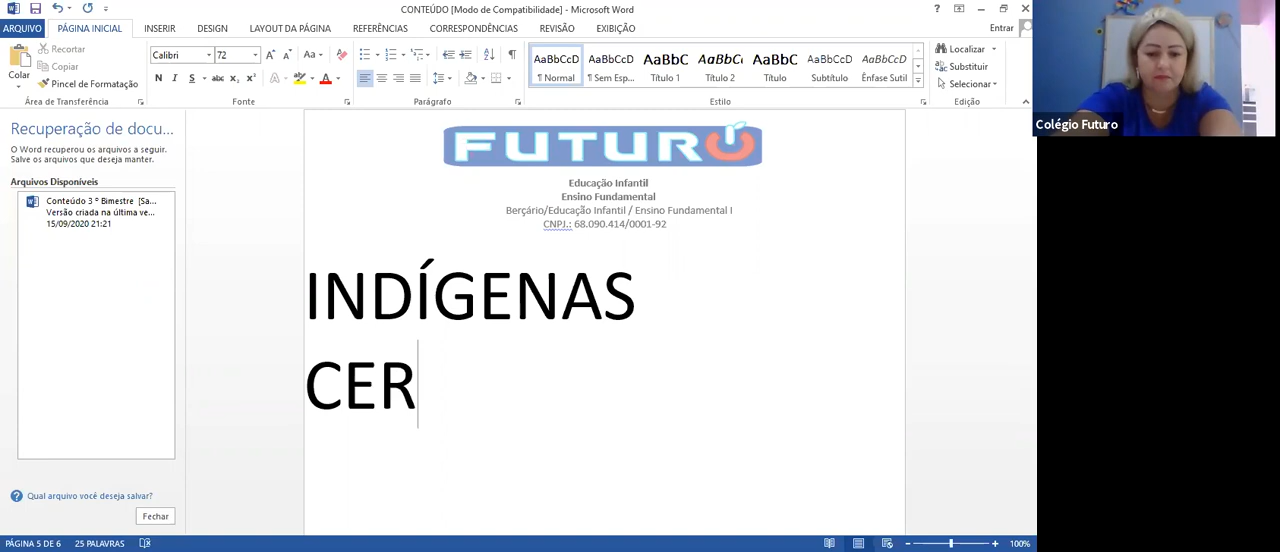 CONTEÚDO [Modo de Compatibilidade] - Microsoft Word
ARQUIVO PÁGINA INICIAL INSERIR DESIGN LAYOUT DA PÁGINA REFERÊNCIAS CORRESPONDÊNCIAS REVISÃO EXIBIÇÃO Entrar
Colar
Recortar
Copiar
Pincel de Formatação
Área de Transferência
Calibri 72
N I S abc
Fonte
Parágrafo
AaBbCcD AaBbCcD AaBbC AaBbCc AaBbC AaBbCcD AaBbCcD
¶ Normal ¶ Sem Esp... Título 1 Título 2 Título Subtítulo Ênfase Sutil
Estilo
Localizar
Substituir
Selecionar
Edição
Colégio Futuro
Recuperação de docu...
O Word recuperou os arquivos a seguir.
Salve os arquivos que deseja manter.
Arquivos Disponíveis
Conteúdo 3 º Bimestre [Sa...
Versão criada na última ve...
15/09/2020 21:21
Qual arquivo você deseja salvar?
Fechar
FUTURO
Educação Infantil
Ensino Fundamental
Berçário/Educação Infantil / Ensino Fundamental I
CNPJ.: 68.090.414/0001-92
INDÍGENAS
CER
PÁGINA 5 DE 6 25 PALAVRAS 100%